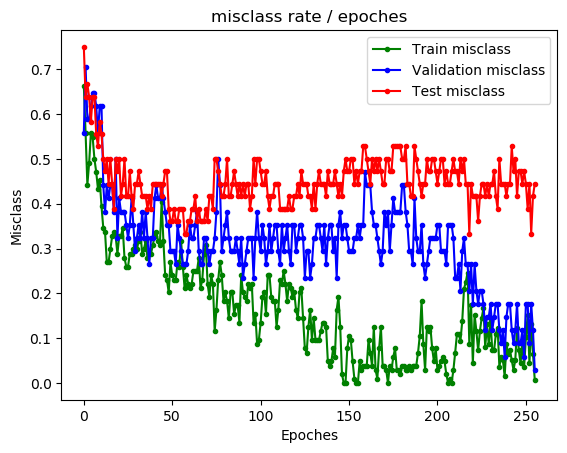 misclass rate / epoches
Train misclass
Validation misclass
Test misclass
Misclass
0.7
0.6
0.5
0.4
0.3
0.2
0.1
0.0
0 50 100 150 200 250
Epoches